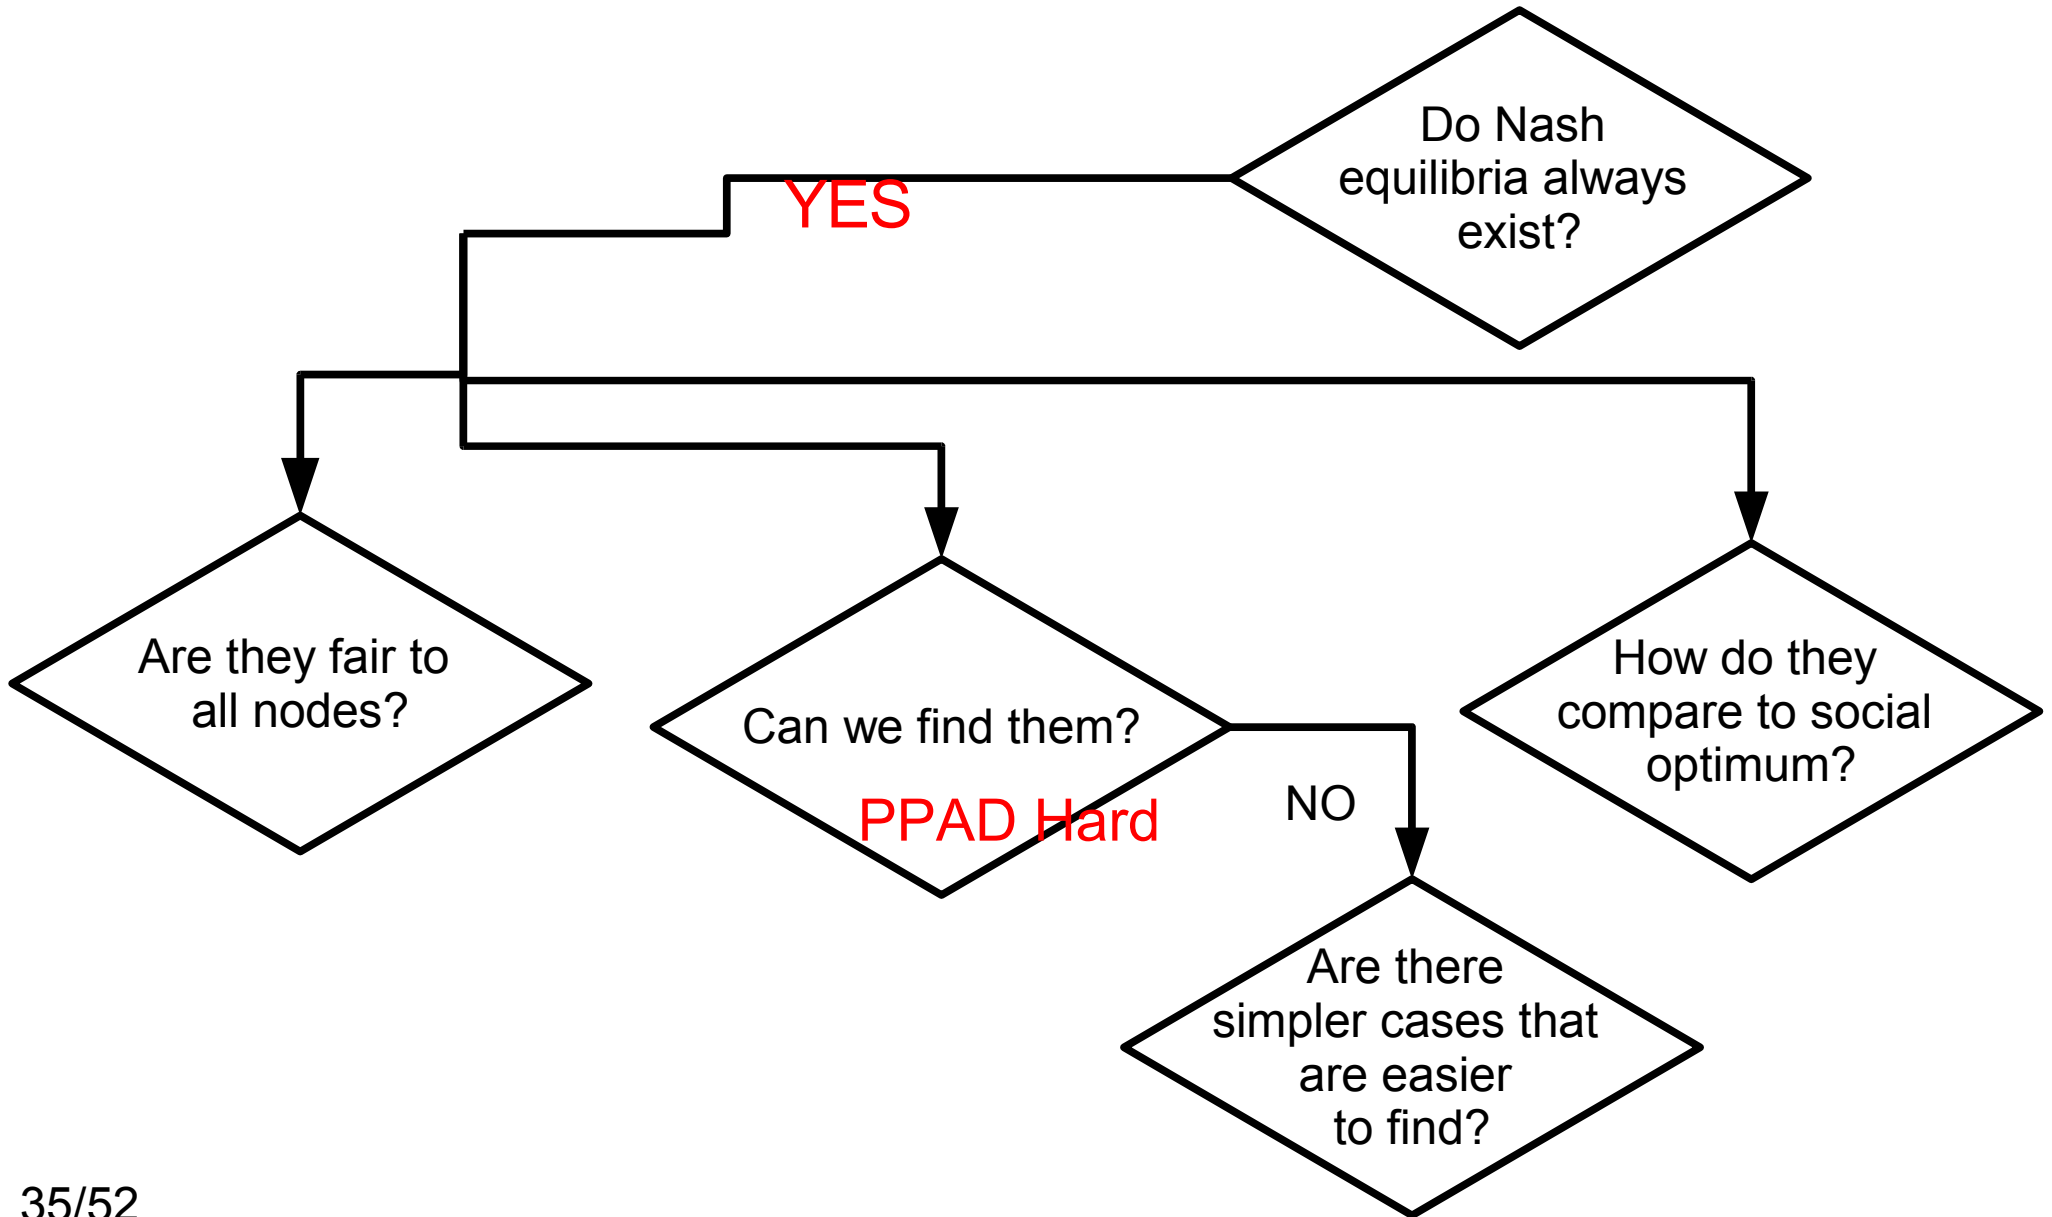 Do Nash
equilibria always
exist?
YES
Are they fair to
all nodes?
Can we find them?
PPAD Hard
NO
How do they
compare to social
optimum?
Are there
simpler cases that
are easier
to find?
35/52